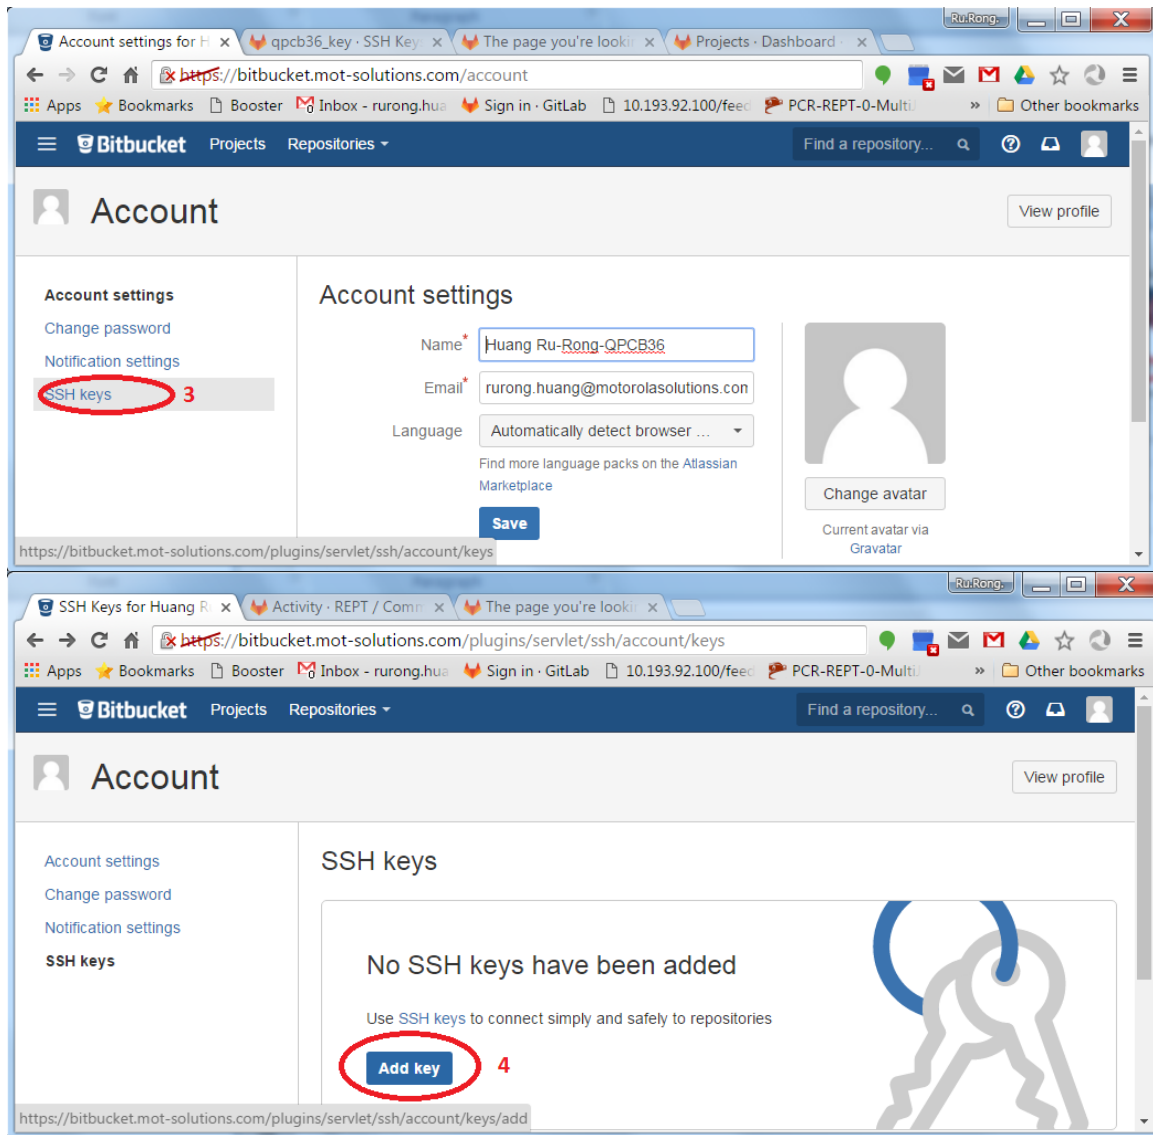 Ru.Rong.
Account settings for H
qpcb36_key · SSH Key
The page you're lookin
Projects · Dashboard ·
https://bitbucket.mot-solutions.com/account
Apps Bookmarks Booster Inbox - rurong.hua Sign in · GitLab 10.193.92.100/feed PCR-REPT-0-Multi » Other bookmarks
Bitbucket Projects Repositories Find a repository...
Account
View profile
Account settings
Change password
Notification settings
SSH keys
3
Account settings
Name* Huang Ru-Rong-QPCB36
Email* rurong.huang@motorolasolutions.con
Language Automatically detect browser ...
Find more language packs on the Atlassian
Marketplace
Save
Change avatar
Current avatar via
Gravatar
https://bitbucket.mot-solutions.com/plugins/servlet/ssh/account/keys
Ru.Rong.
SSH Keys for Huang R
Activity · REPT / Comm
The page you're lookin
https://bitbucket.mot-solutions.com/plugins/servlet/ssh/account/keys
Apps Bookmarks Booster Inbox - rurong.hua Sign in · GitLab 10.193.92.100/feed PCR-REPT-0-Multi » Other bookmarks
Bitbucket Projects Repositories Find a repository...
Account
View profile
Account settings
Change password
Notification settings
SSH keys
SSH keys
No SSH keys have been added
Use SSH keys to connect simply and safely to repositories
Add key
4
https://bitbucket.mot-solutions.com/plugins/servlet/ssh/account/keys/add